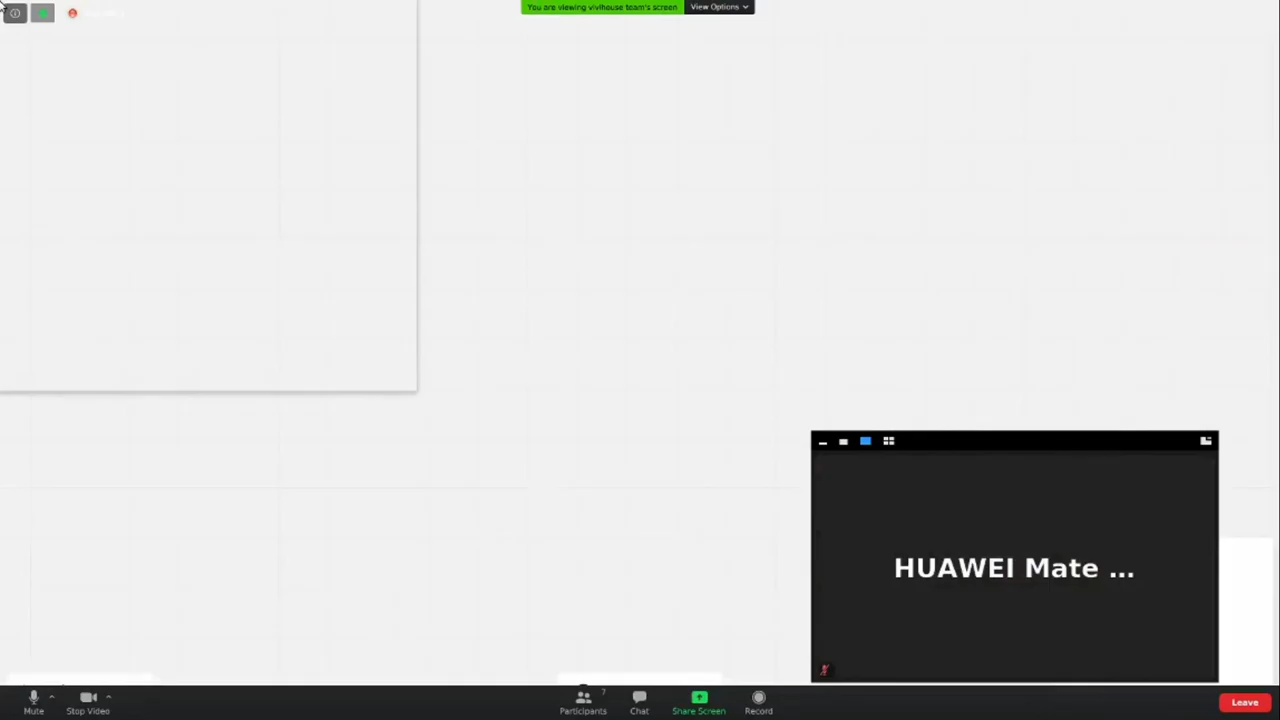 You are viewing vivihouse team's screen
View Options
HUAWEI Mate ...
Mute
Stop Video
Participants
7
Chat
Share Screen
Record
Leave